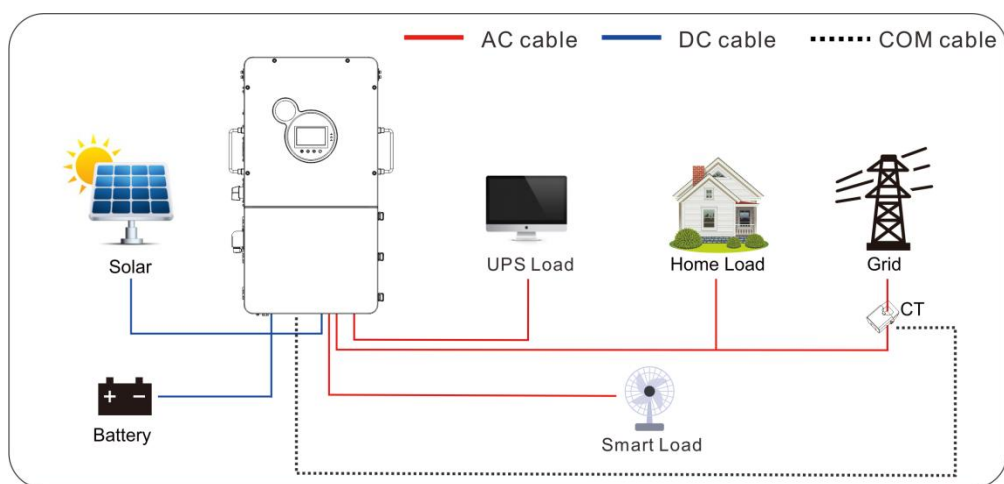 AC cable
DC cable
COM cable
Solar
UPS Load
Home Load
Grid
CT
Battery
Smart Load